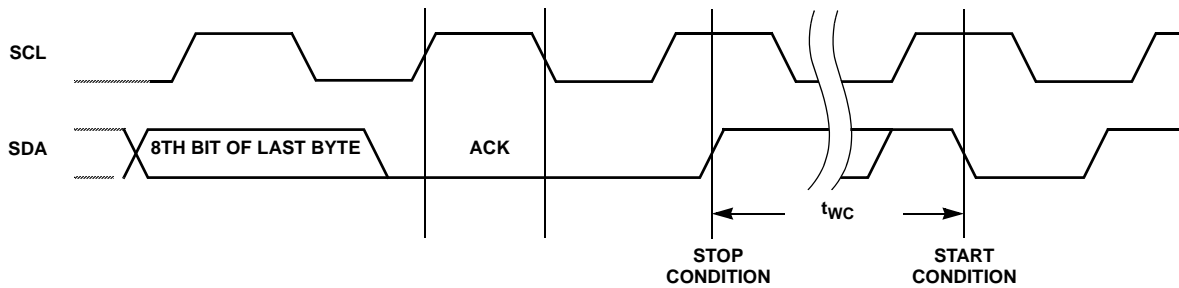 SCL
SDA
8TH BIT OF LAST BYTE
ACK
tWC
STOP
CONDITION
START
CONDITION